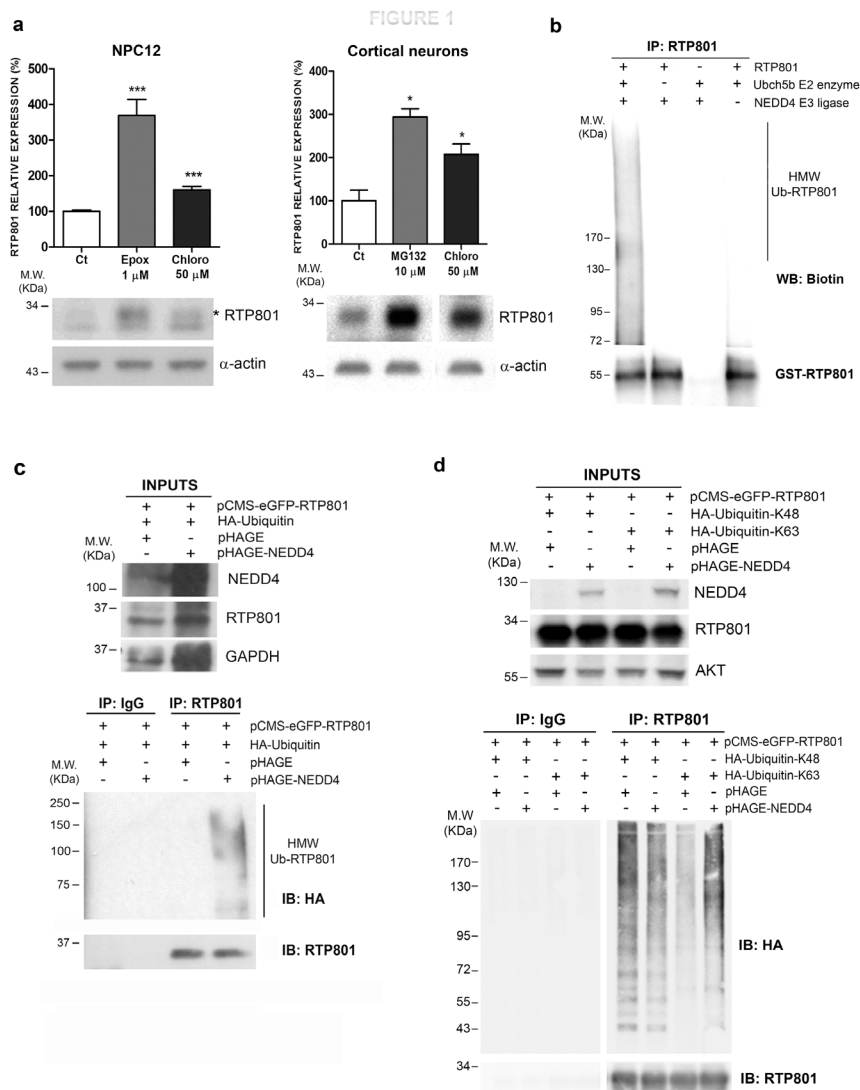 FIGURE 1
a
NPC12
RTP801 RELATIVE EXPRESSION (%)
500
400
300
200
100
0
***
***
Ct
Epox
1 μM
Chloro
50 μM
M.W.
(KDa)
34
* RTP801
43
α-actin
Cortical neurons
RTP801 RELATIVE EXPRESSION (%)
400
300
200
100
0
*
*
Ct
MG132
10 μM
Chloro
50 μM
M.W.
(KDa)
34
RTP801
43
α-actin
b
IP: RTP801
+ + - + RTP801
+ - + + Ubch5b E2 enzyme
+ + + - NEDD4 E3 ligase
M.W.
(KDa)
HMW
Ub-RTP801
170
130
WB: Biotin
95
72
55
GST-RTP801
c
INPUTS
+ + pCMS-eGFP-RTP801
+ + HA-Ubiquitin
+ - pHAGE
- + pHAGE-NEDD4
M.W.
(KDa)
100
NEDD4
37
RTP801
37
GAPDH
IP: IgG IP: RTP801
+ + + + pCMS-eGFP-RTP801
+ + + + HA-Ubiquitin
+ - + - pHAGE
- + - + pHAGE-NEDD4
M.W.
(KDa)
250
150
100
75
HMW
Ub-RTP801
IB: HA
37
IB: RTP801
d
INPUTS
+ + + + pCMS-eGFP-RTP801
+ + - - HA-Ubiquitin-K48
- - + + HA-Ubiquitin-K63
+ - + - pHAGE
- + - + pHAGE-NEDD4
M.W.
(KDa)
130
NEDD4
34
RTP801
55
AKT
IP: IgG IP: RTP801
+ + + + + + + + pCMS-eGFP-RTP801
+ + - - + + - - HA-Ubiquitin-K48
- - + + - - + + HA-Ubiquitin-K63
+ - + - + - + - pHAGE
- + - + - + - + pHAGE-NEDD4
M.W
(KDa)
170
130
95
72
55
43
IB: HA
34
IB: RTP801